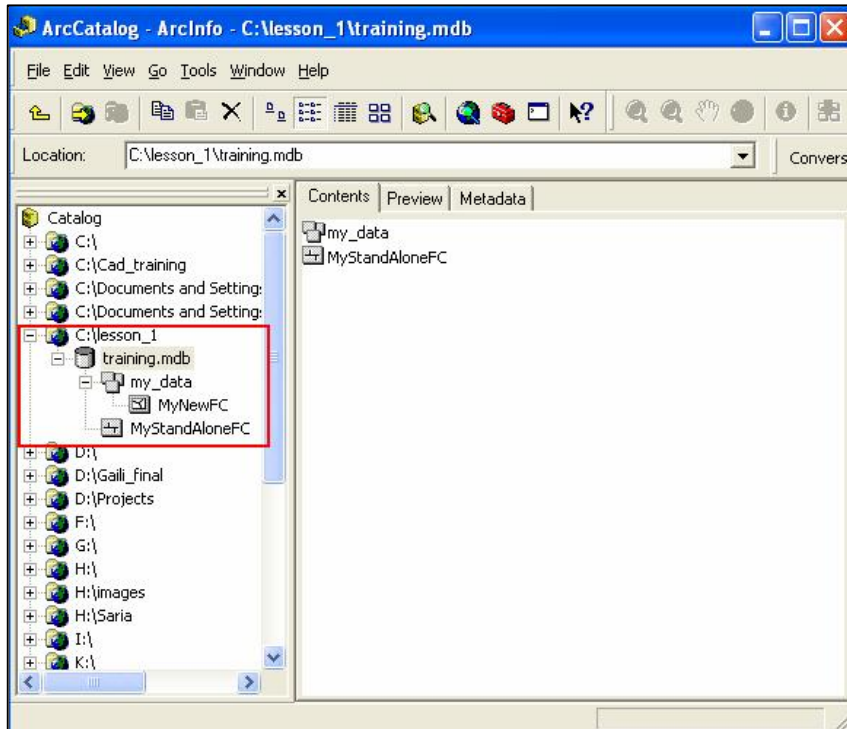 ArcCatalog - ArcInfo - C:\lesson_1\training.mdb
File Edit View Go Tools Window Help
Location: C:\lesson_1\training.mdb Convers
Contents Preview Metadata
Catalog
C:\
C:\Cad_training
C:\Documents and Setting:
C:\Documents and Setting:
C:\lesson_1
training.mdb
my_data
MyNewFC
MyStandAloneFC
D:\
D:\Gaili_final
D:\Projects
F:\
G:\
H:\
H:\images
H:\Saria
I:\
K:\
my_data
MyStandAloneFC